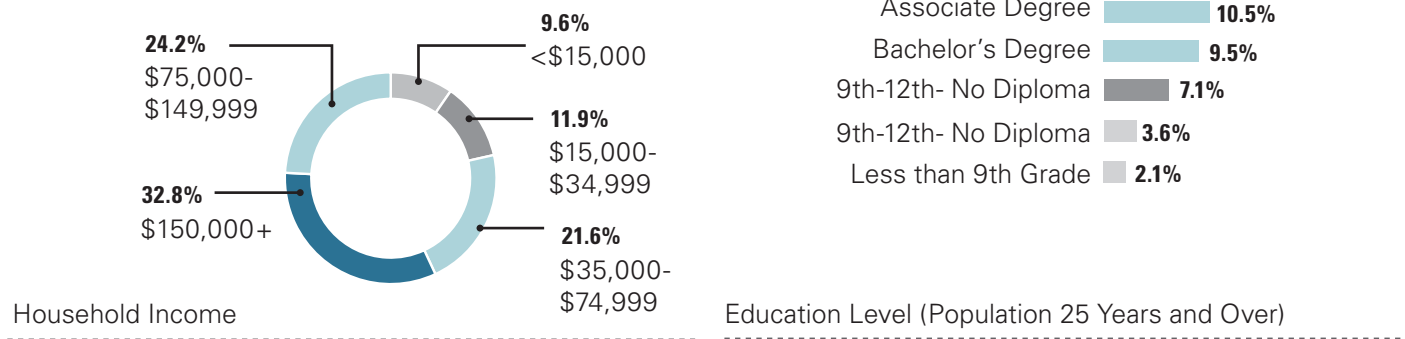 24.2%
$75,000-
$149,999
9.6%
<$15,000
11.9%
$15,000-
$34,999
32.8%
$150,000+
21.6%
$35,000-
$74,999
Household Income
Associate Degree 10.5%
Bachelor’s Degree 9.5%
9th-12th- No Diploma 7.1%
9th-12th- No Diploma 3.6%
Less than 9th Grade 2.1%
Education Level (Population 25 Years and Over)